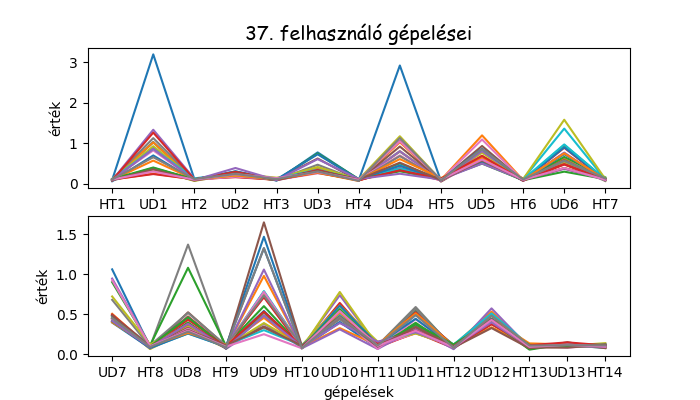 37. felhasználó gépelései
érték
3
2
1
0
HT1 UD1 HT2 UD2 HT3 UD3 HT4 UD4 HT5 UD5 HT6 UD6 HT7
érték
1.5
1.0
0.5
0.0
UD7 HT8 UD8 HT9 UD9 HT10 UD10 HT11 UD11 HT12 UD12 HT13 UD13 HT14
gépelések